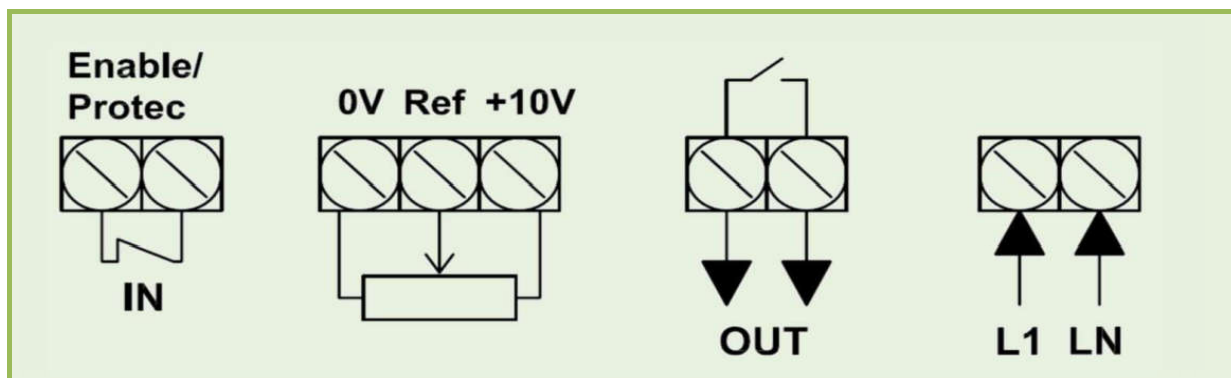 Enable/
Protec
0V Ref +10V
IN
OUT
L1 LN